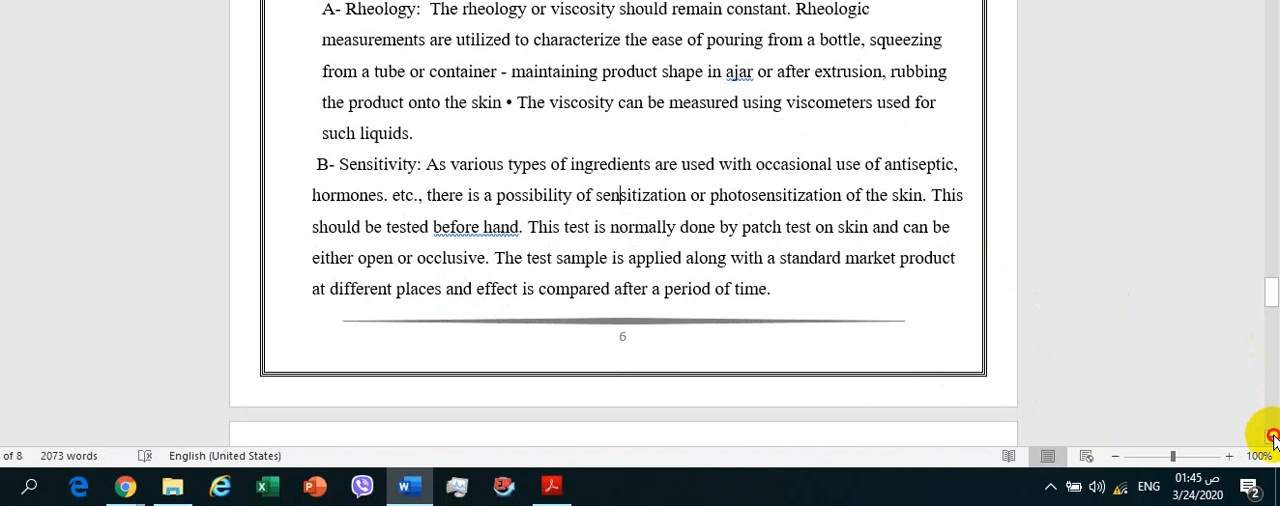 A- Rheology:  The rheology or viscosity should remain constant. Rheologic
measurements are utilized to characterize the ease of pouring from a bottle, squeezing
from a tube or container - maintaining product shape in ajar or after extrusion, rubbing
the product onto the skin • The viscosity can be measured using viscometers used for
such liquids.
B- Sensitivity: As various types of ingredients are used with occasional use of antiseptic,
hormones. etc., there is a possibility of sensitization or photosensitization of the skin. This
should be tested before hand. This test is normally done by patch test on skin and can be
either open or occlusive. The test sample is applied along with a standard market product
at different places and effect is compared after a period of time.
6
of 8 2073 words English (United States) 100%
ENG
01:45 ص
3/24/2020
2